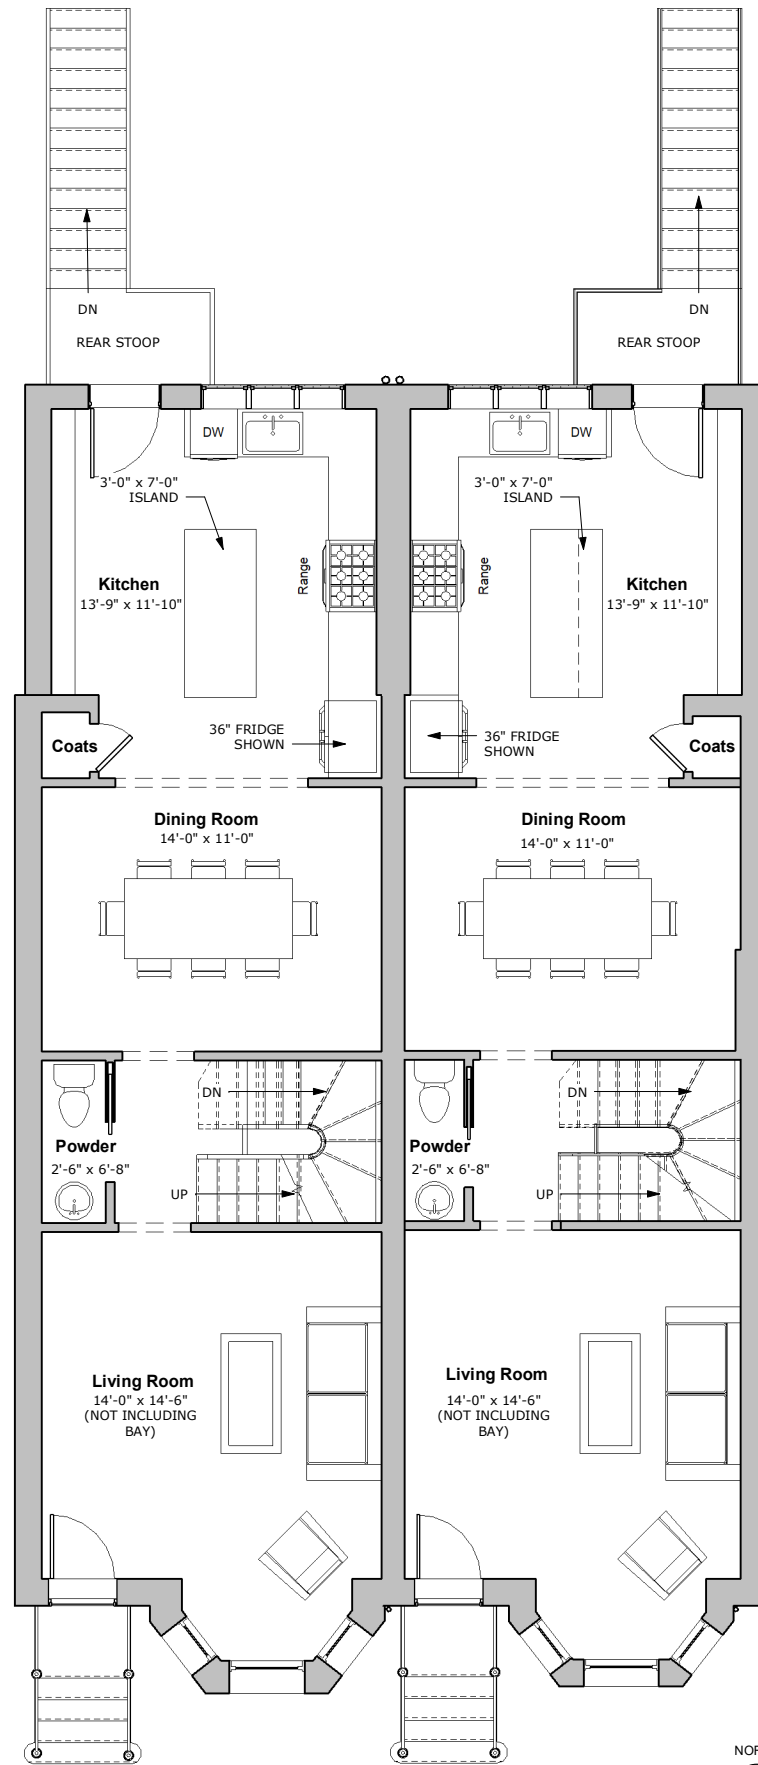 DN
DN
REAR STOOP
REAR STOOP
DW
DW
3'-0" x 7'-0"
ISLAND
3'-0" x 7'-0"
ISLAND
Range
Range
Kitchen
13'-9" x 11'-10"
Kitchen
13'-9" x 11'-10"
Coats
36" FRIDGE
SHOWN
36" FRIDGE
SHOWN
Coats
Dining Room
14'-0" x 11'-0"
Dining Room
14'-0" x 11'-0"
DN
DN
Powder
2'-6" x 6'-8"
Powder
2'-6" x 6'-8"
UP
UP
Living Room
14'-0" x 14'-6"
(NOT INCLUDING
BAY)
Living Room
14'-0" x 14'-6"
(NOT INCLUDING
BAY)